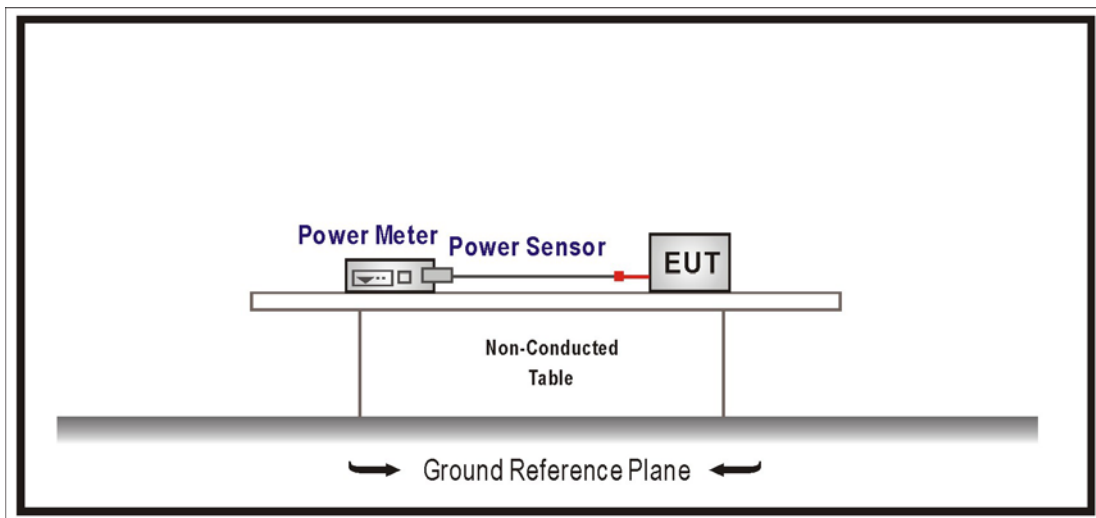 Power Meter
Power Sensor
EUT
Non-Conducted
Table
Ground Reference Plane